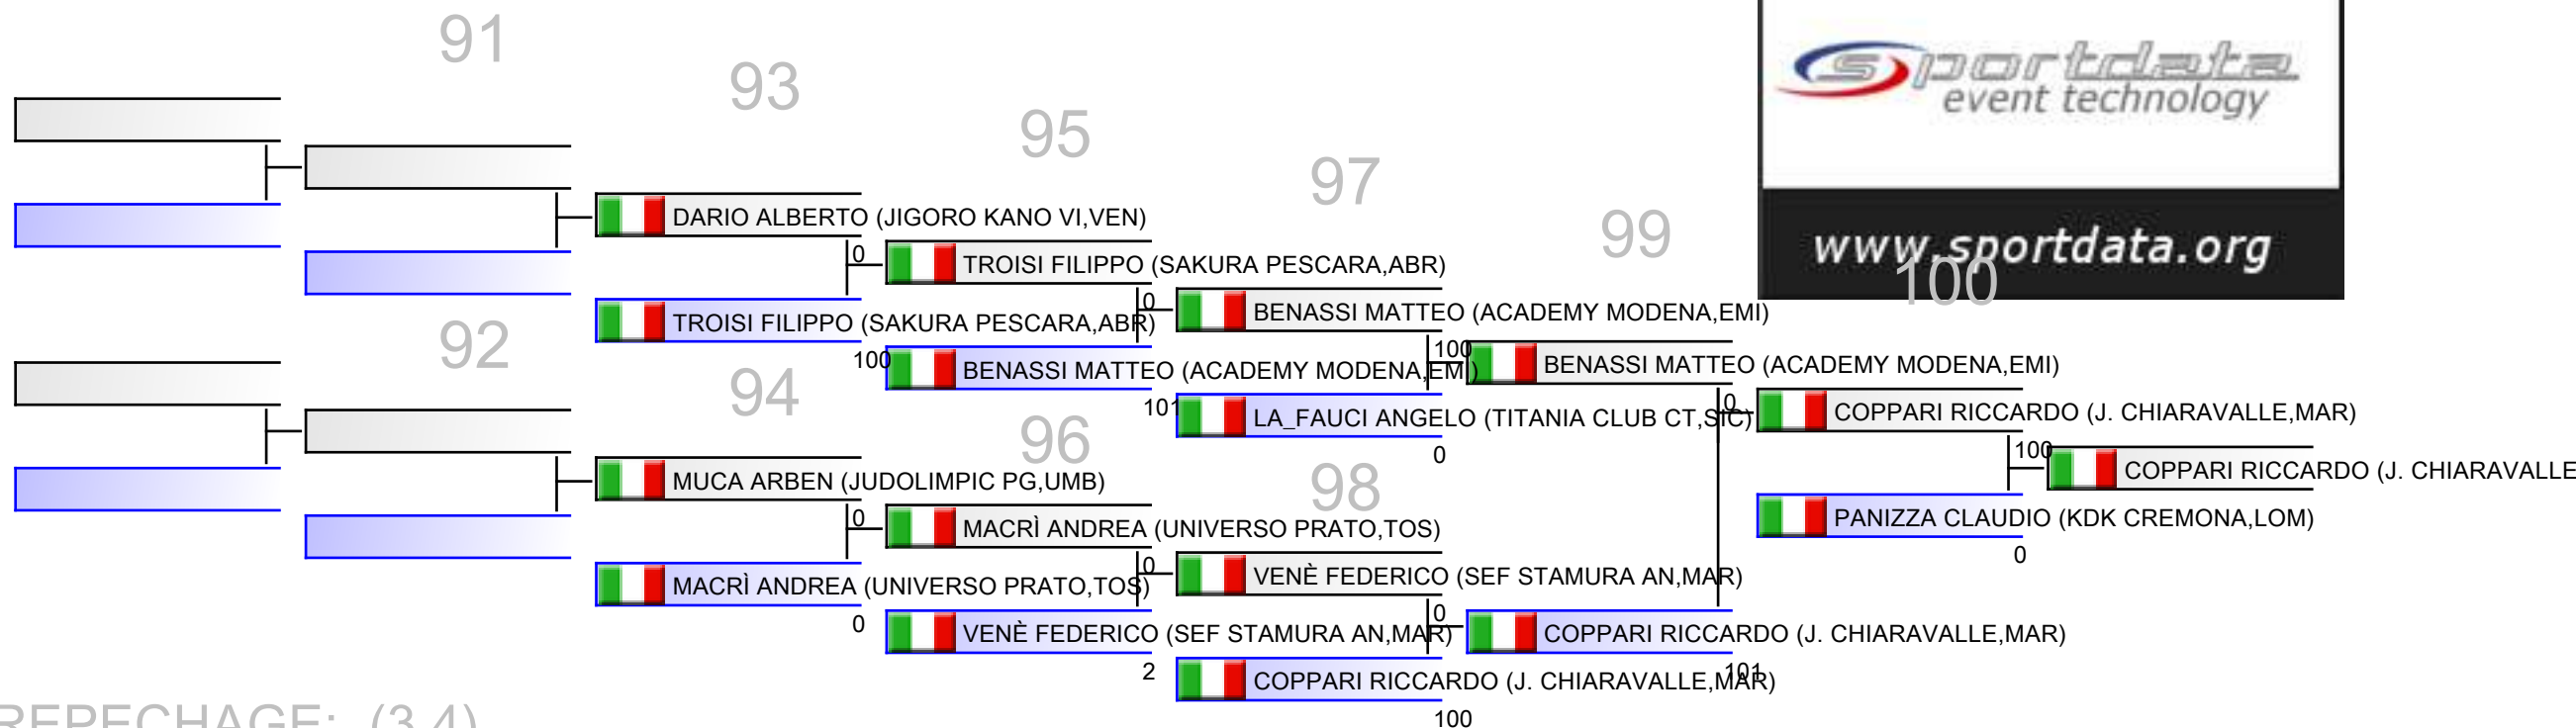 91
93
95
97
99
100
sportdata
event technology
www.sportdata.org
DARIO ALBERTO (JIGORO KANO VI,VEN)
0
TROISI FILIPPO (SAKURA PESCARA,ABR)
0
BENASSI MATTEO (ACADEMY MODENA,EMI)
TROISI FILIPPO (SAKURA PESCARA,ABR)
92
100
100
BENASSI MATTEO (ACADEMY MODENA,EMI)
BENASSI MATTEO (ACADEMY MODENA,EMI)
94
101
0
LA_FAUCI ANGELO (TITANIA CLUB CT,SIC)
COPPARI RICCARDO (J. CHIARAVALLE,MAR)
96
0
100
MUCA ARBEN (JUDOLIMPIC PG,UMB)
98
COPPARI RICCARDO (J. CHIARAVALLE
0
MACRÌ ANDREA (UNIVERSO PRATO,TOS)
PANIZZA CLAUDIO (KDK CREMONA,LOM)
0
0
VENÈ FEDERICO (SEF STAMURA AN,MAR)
MACRÌ ANDREA (UNIVERSO PRATO,TOS)
0
0
VENÈ FEDERICO (SEF STAMURA AN,MAR)
COPPARI RICCARDO (J. CHIARAVALLE,MAR)
2
101
COPPARI RICCARDO (J. CHIARAVALLE,MAR)
100
REPECHAGE: (3,4)